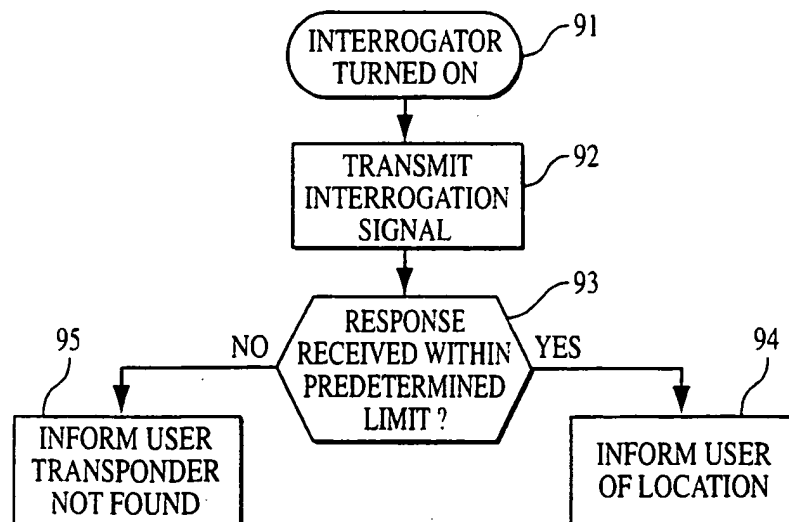 INTERROGATOR
TURNED ON
91
TRANSMIT
INTERROGATION
SIGNAL
92
RESPONSE
RECEIVED WITHIN
PREDETERMINED
LIMIT ?
93
NO
YES
95
INFORM USER
TRANSPONDER
NOT FOUND
94
INFORM USER
OF LOCATION